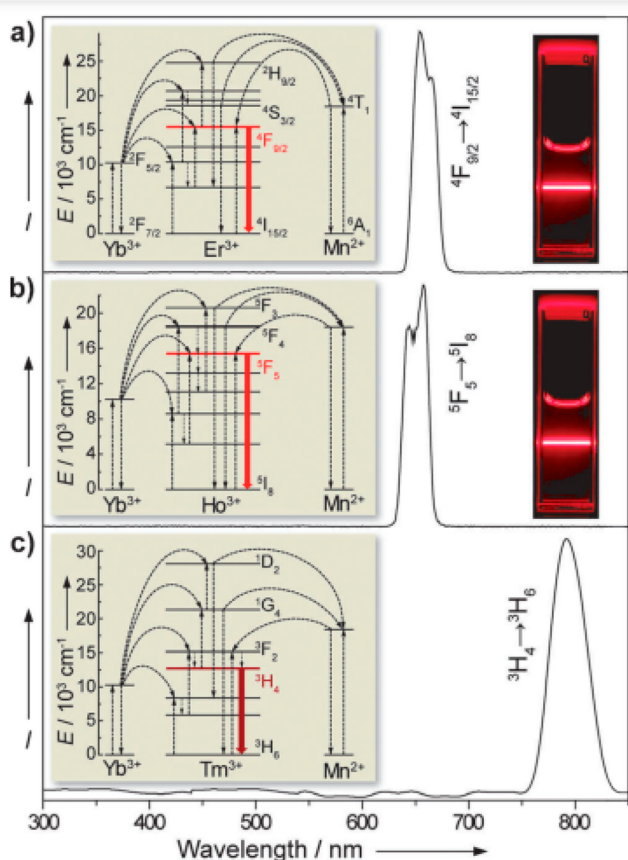 a)
I
E / 10³ cm⁻¹
25
20
15
10
5
0
²F₅/₂
²F₇/₂
Yb³⁺
²H₉/₂
⁴S₃/₂
⁴F₉/₂
⁴I₁₅/₂
Er³⁺
⁴T₁
⁶A₁
Mn²⁺
⁴F₉/₂→⁴I₁₅/₂
b)
I
E / 10³ cm⁻¹
20
16
12
8
4
0
Yb³⁺
⁵F₃
⁵F₄
⁵F₅
⁵I₈
Ho³⁺
Mn²⁺
⁵F₅→⁵I₈
c)
I
E / 10³ cm⁻¹
30
25
20
15
10
5
0
Yb³⁺
¹D₂
¹G₄
³F₂
³H₄
³H₆
Tm³⁺
Mn²⁺
³H₄→³H₆
300 400 500 600 700 800
Wavelength / nm